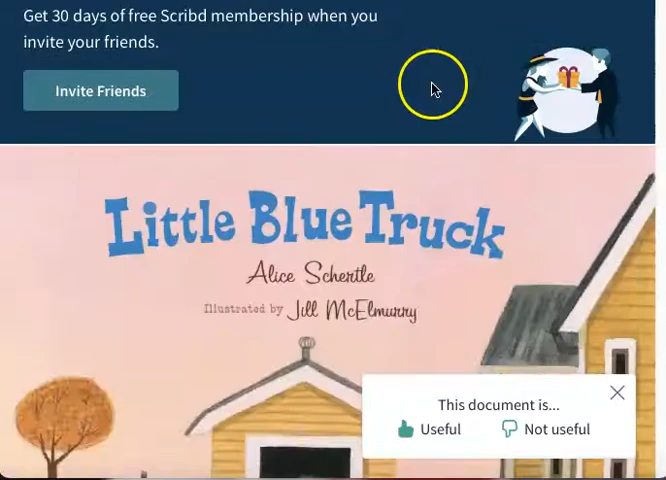 Get 30 days of free Scribd membership when you
invite your friends.
Invite Friends
Little Blue Truck
Alice Schertle
Illustrated by Jill McElmurry
This document is...
Useful
Not useful